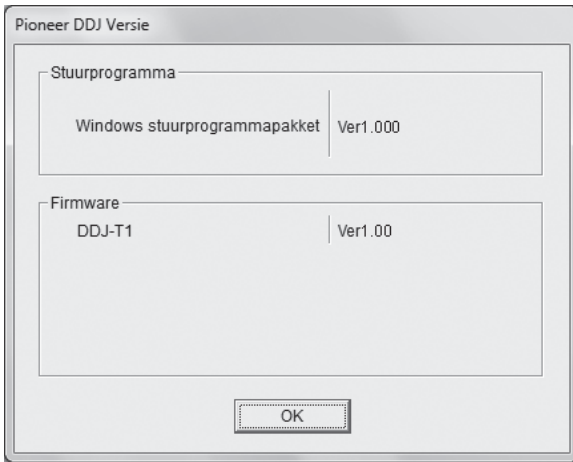 Pioneer DDJ Versie
Stuurprogramma
Windows stuurprogrammapakket Ver1.000
Firmware
DDJ-T1 Ver1.00
OK